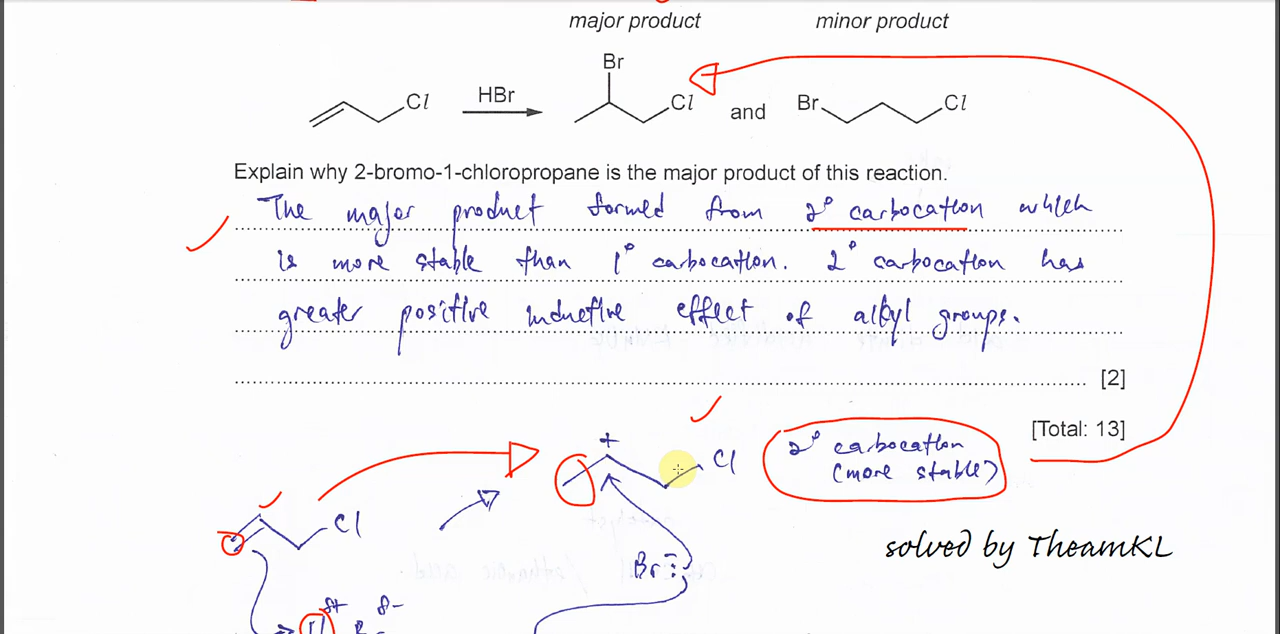 major product minor product
Br
Cl HBr Cl and Br Cl
Explain why 2-bromo-1-chloropropane is the major product of this reaction.
The major product formed from 2° carbocation which
is more stable than 1° carbocation. 2° carbocation has
greater positive inductive effect of alkyl groups.
[2]
[Total: 13]
+ Cl 2° carbocation
(more stable)
Cl
solved by TheamKL
Br
δ+ δ-
H